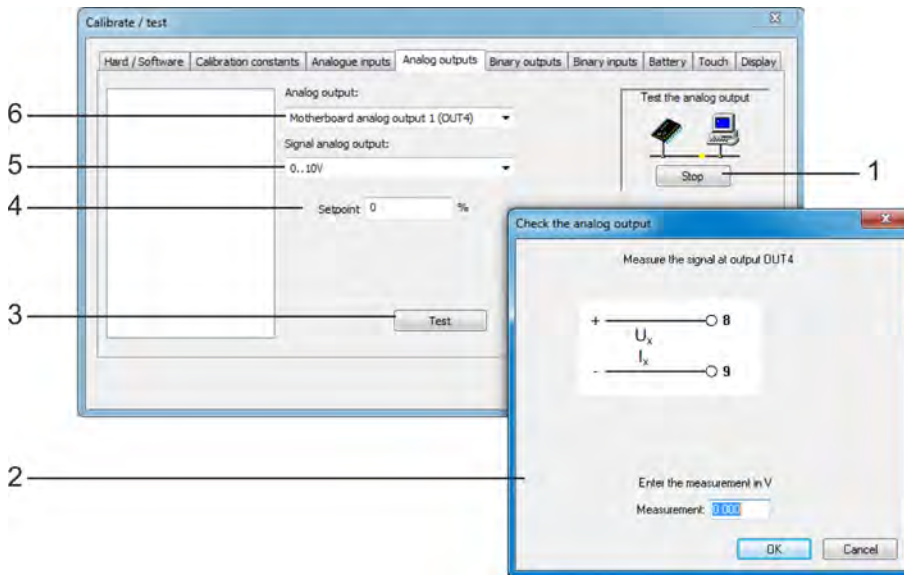 Calibrate / test
Hard / Software Calibration constants Analogue inputs Analog outputs Binary outputs Binary inputs Battery Touch Display
Analog output:
Test the analog output
6
Motherboard analog output 1 (OUT4)
Signal analog output:
5
0..10V
Stop
1
4
Setpoint 0 %
Check the analog output
Measure the signal at output OUT4
3
Test
+ 8
Ux
Ix
- 9
2
Enter the measurement in V
Measurement: 0.000
OK Cancel